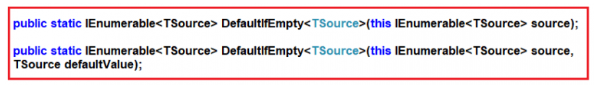 public static IEnumerable<TSource> DefaultIfEmpty<TSource>(this IEnumerable<TSource> source);
public static IEnumerable<TSource> DefaultIfEmpty<TSource>(this IEnumerable<TSource> source,
TSource defaultValue);